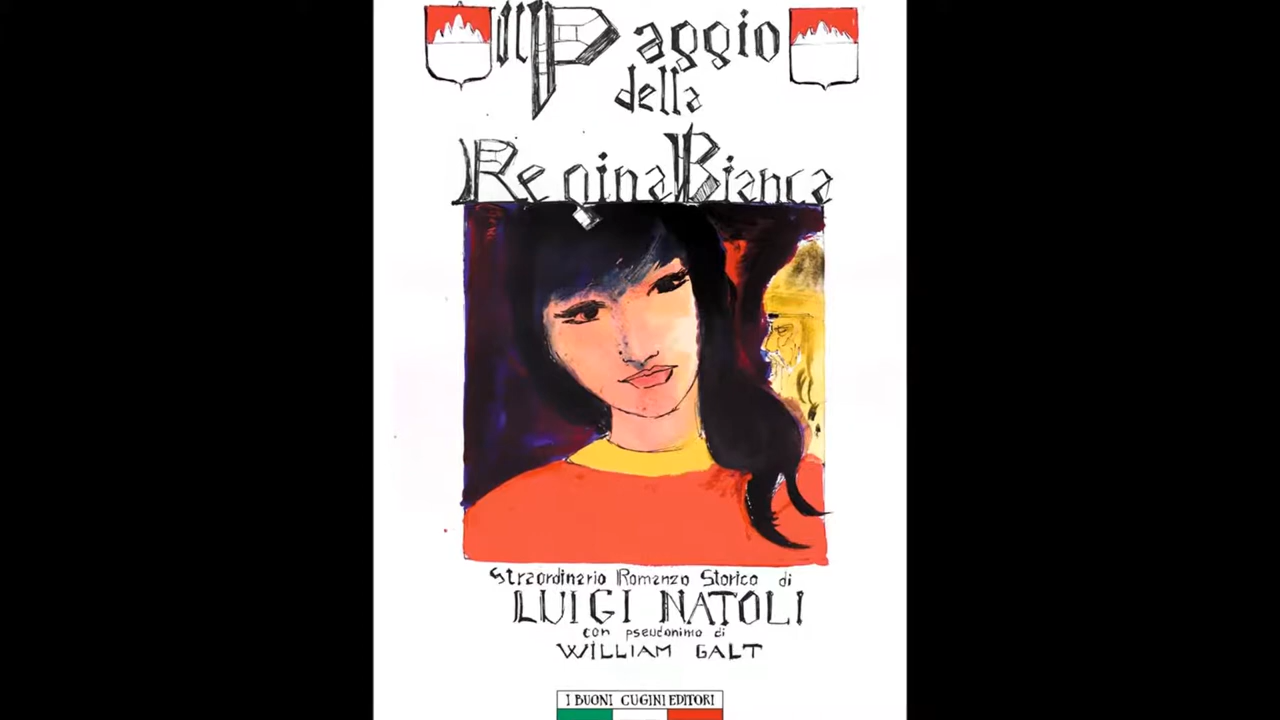 Il Paggio
della
Regina Bianca
Straordinario Romanzo Storico di
LUIGI NATOLI
con pseudonimo di
WILLIAM GALT
I BUONI CUGINI EDITORI